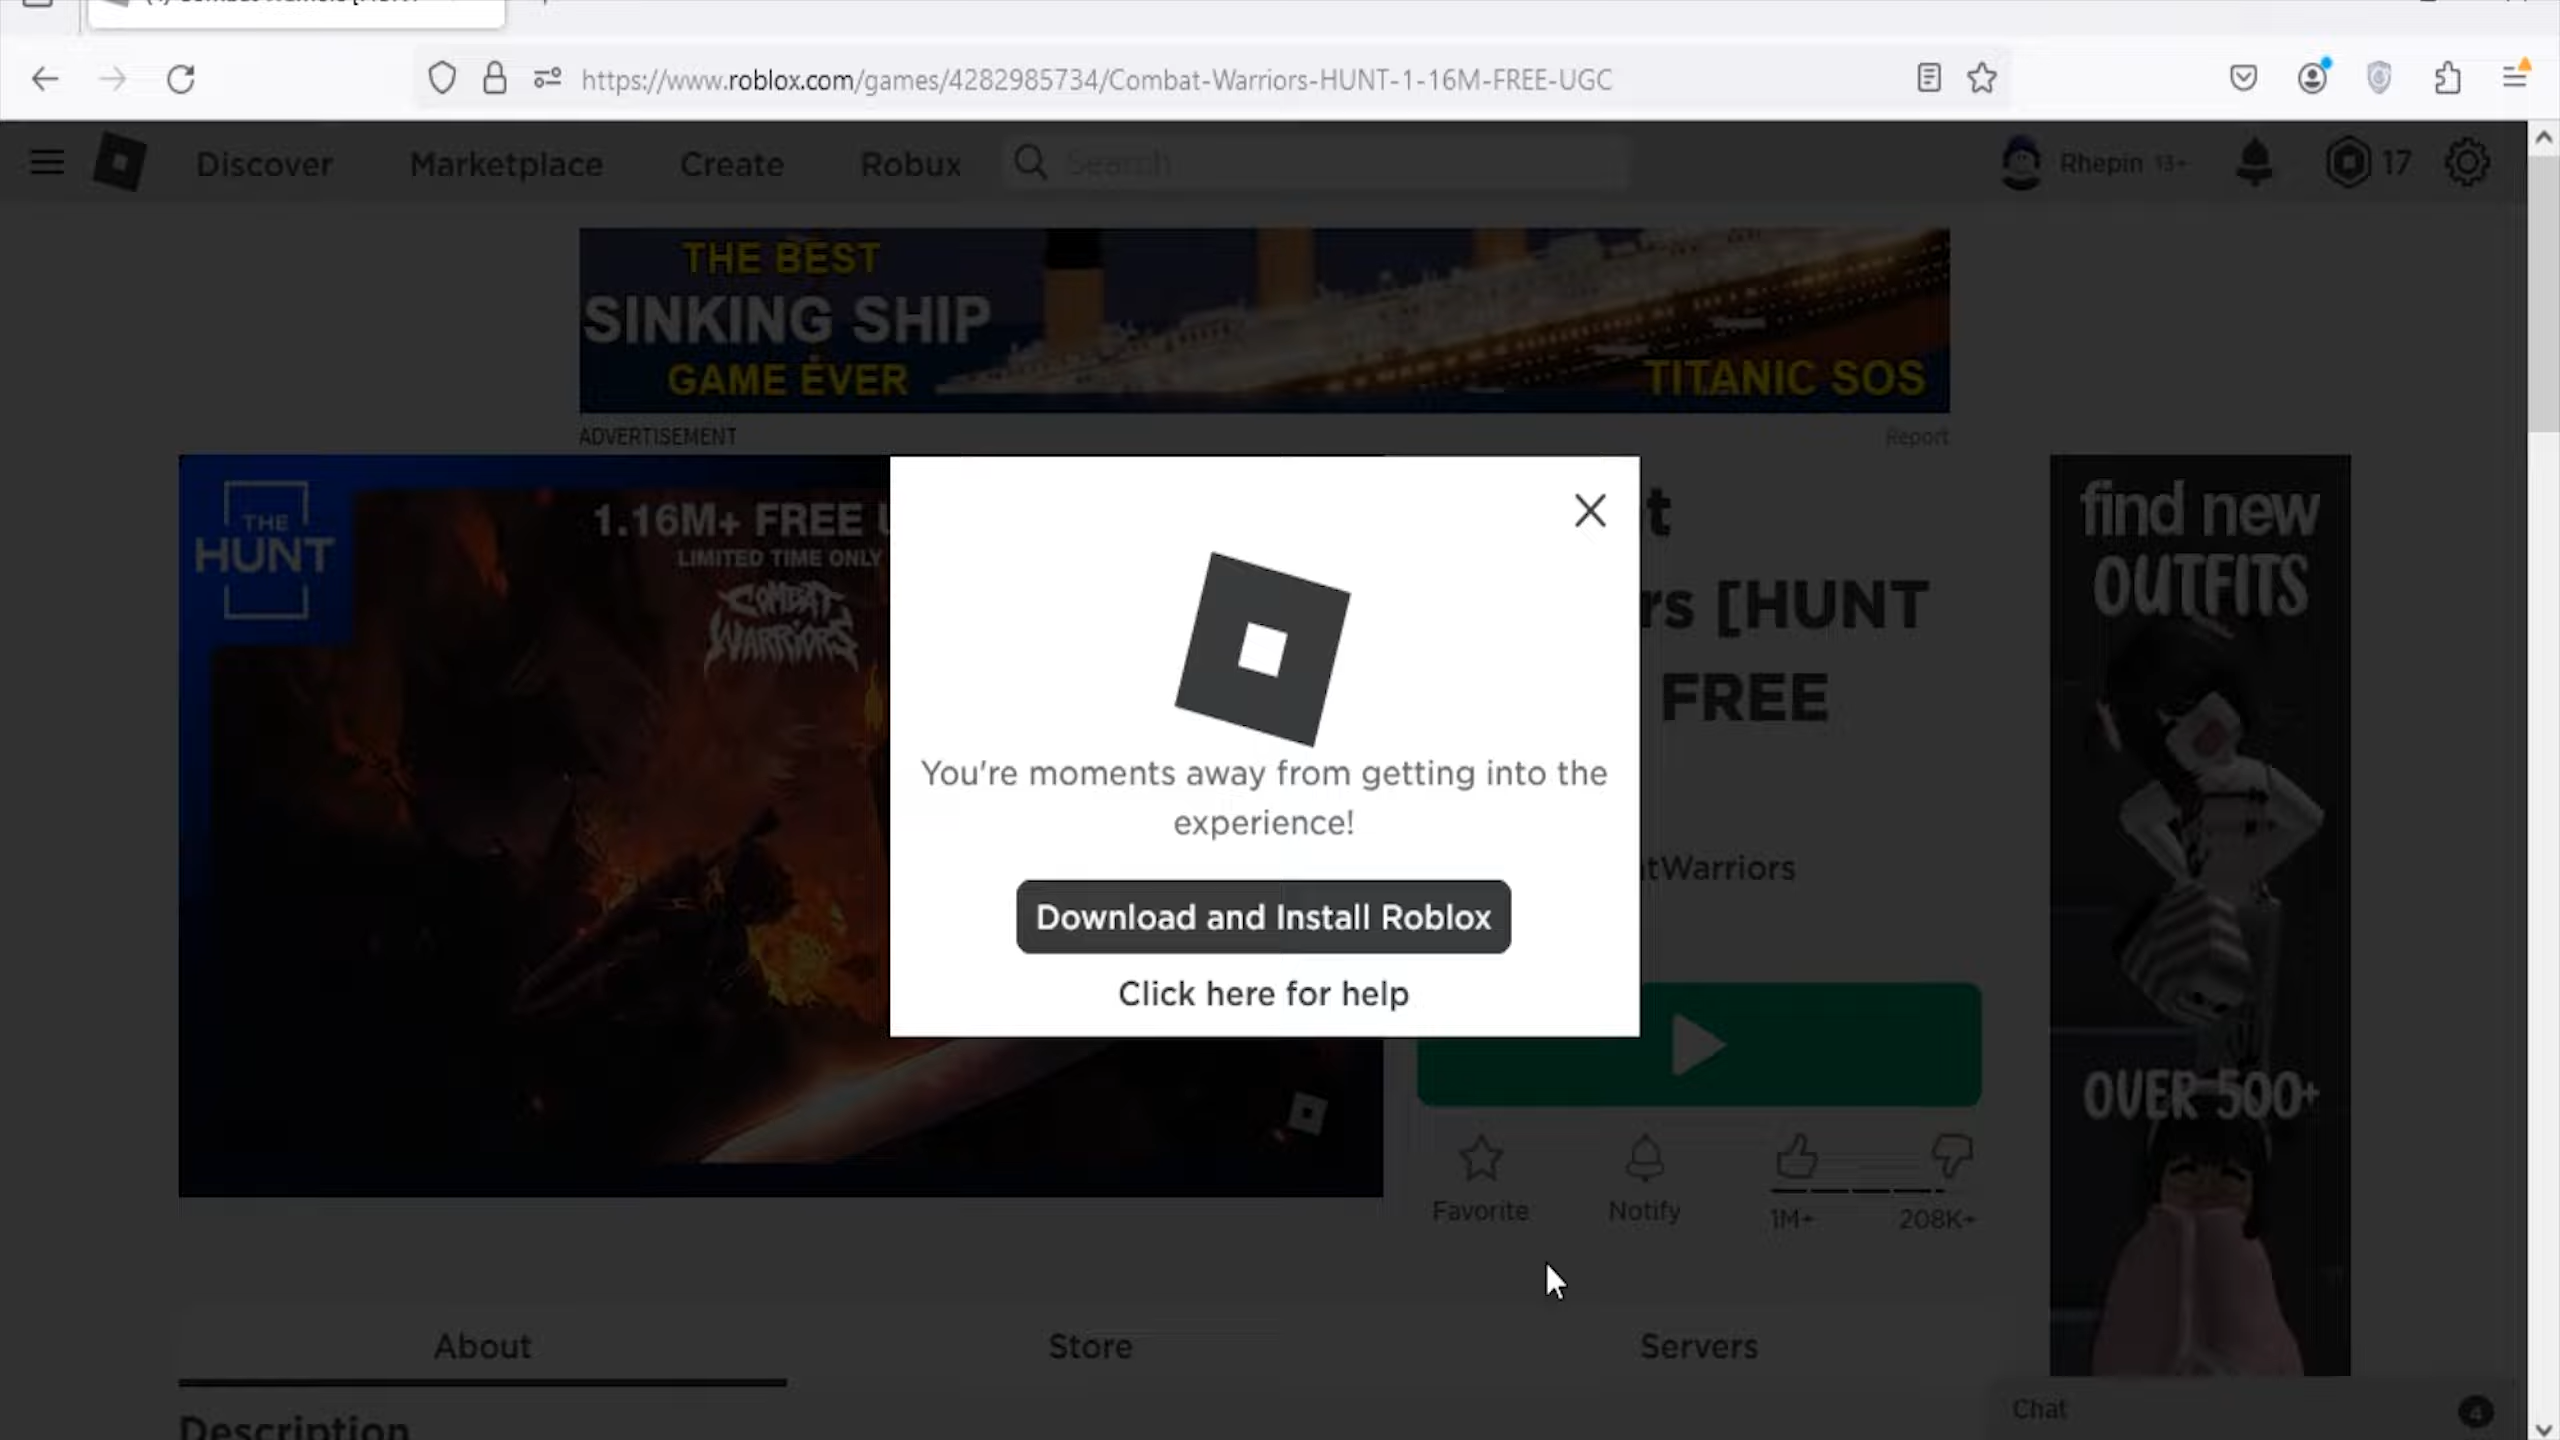 https://www.roblox.com/games/4282985734/Combat-Warriors-HUNT-1-16M-FREE-UGC
Discover
Marketplace
Create
Robux
Search
Rhepin 13+
17
THE BEST
SINKING SHIP
GAME EVER
TITANIC SOS
ADVERTISEMENT
Report
THE
HUNT
1.16M+ FREE
LIMITED TIME ONLY
COMBAT
WARRIORS
[HUNT
FREE
find new
OUTFITS
You're moments away from getting into the
experience!
Download and Install Roblox
Click here for help
tWarriors
OVER 500+
Favorite
Notify
1M+
208K+
About
Store
Servers
Description
Chat
4